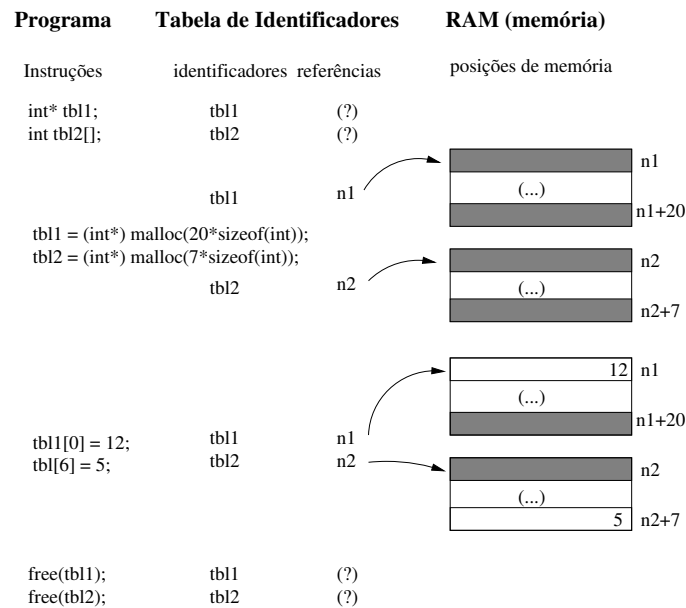 Programa Tabela de Identificadores RAM (memória)
Instruções identificadores referências posições de memória
int* tbl1; tbl1 (?)
int tbl2[]; tbl2 (?)
n1
tbl1 n1 (...)
n1+20
tbl1 = (int*) malloc(20*sizeof(int));
tbl2 = (int*) malloc(7*sizeof(int)); n2
tbl2 n2 (...)
n2+7
12 n1
(...)
n1+20
tbl1[0] = 12; tbl1 n1
tbl[6] = 5; tbl2 n2 n2
(...)
5 n2+7
free(tbl1); tbl1 (?)
free(tbl2); tbl2 (?)